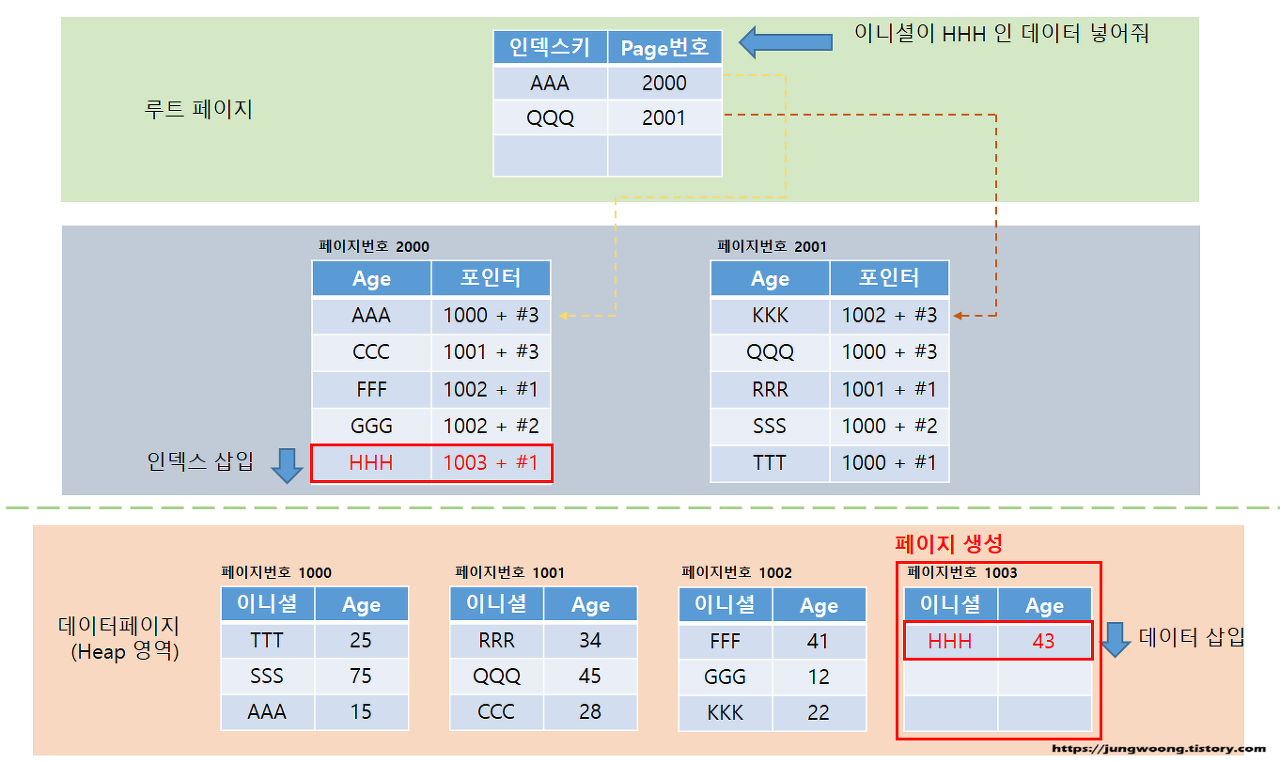 이니셜이 HHH 인 데이터 넣어줘
인덱스키 Page번호
AAA 2000
QQQ 2001
루트 페이지
페이지번호 2000
Age 포인터
AAA 1000 + #3
CCC 1001 + #3
FFF 1002 + #1
GGG 1002 + #2
HHH 1003 + #1
인덱스 삽입
페이지번호 2001
Age 포인터
KKK 1002 + #3
QQQ 1000 + #3
RRR 1001 + #1
SSS 1000 + #2
TTT 1000 + #1
데이터페이지
(Heap 영역)
페이지번호 1000
이니셜 Age
TTT 25
SSS 75
AAA 15
페이지번호 1001
이니셜 Age
RRR 34
QQQ 45
CCC 28
페이지번호 1002
이니셜 Age
FFF 41
GGG 12
KKK 22
페이지 생성
페이지번호 1003
이니셜 Age
HHH 43
데이터 삽입
https://jungwoong.tistory.com